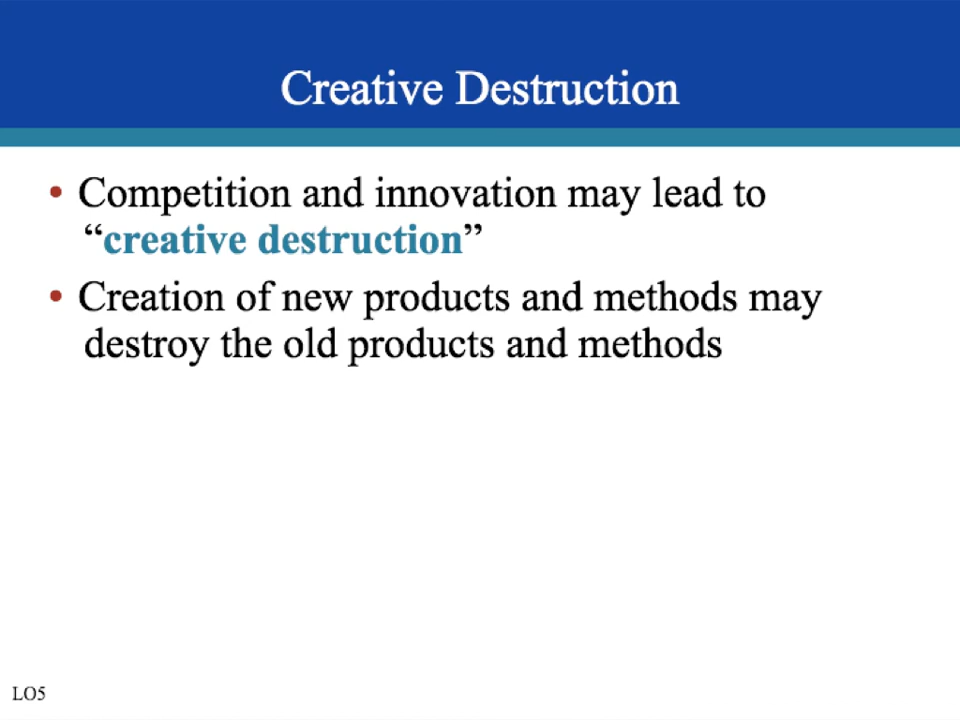 Creative Destruction
• Competition and innovation may lead to
“creative destruction”
• Creation of new products and methods may
destroy the old products and methods
LO5